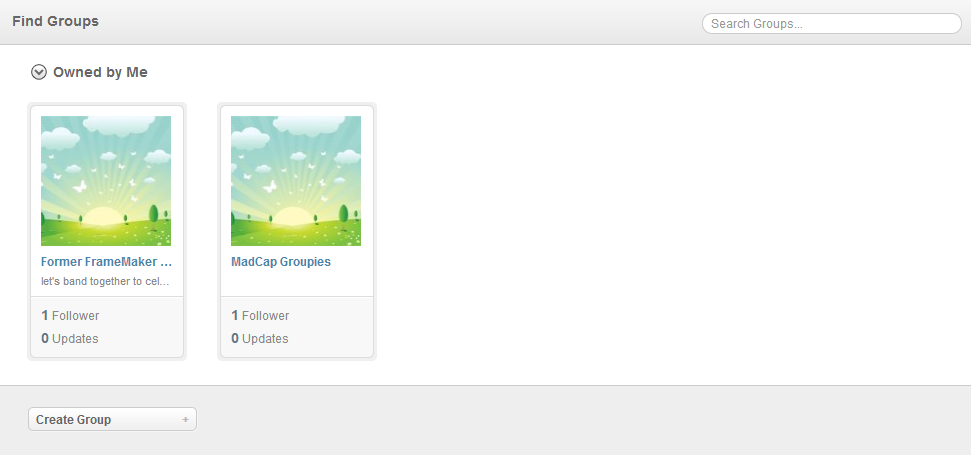 Find Groups
Search Groups...
Owned by Me
Former FrameMaker ...
let's band together to cel...
1 Follower
0 Updates
MadCap Groupies
1 Follower
0 Updates
Create Group +